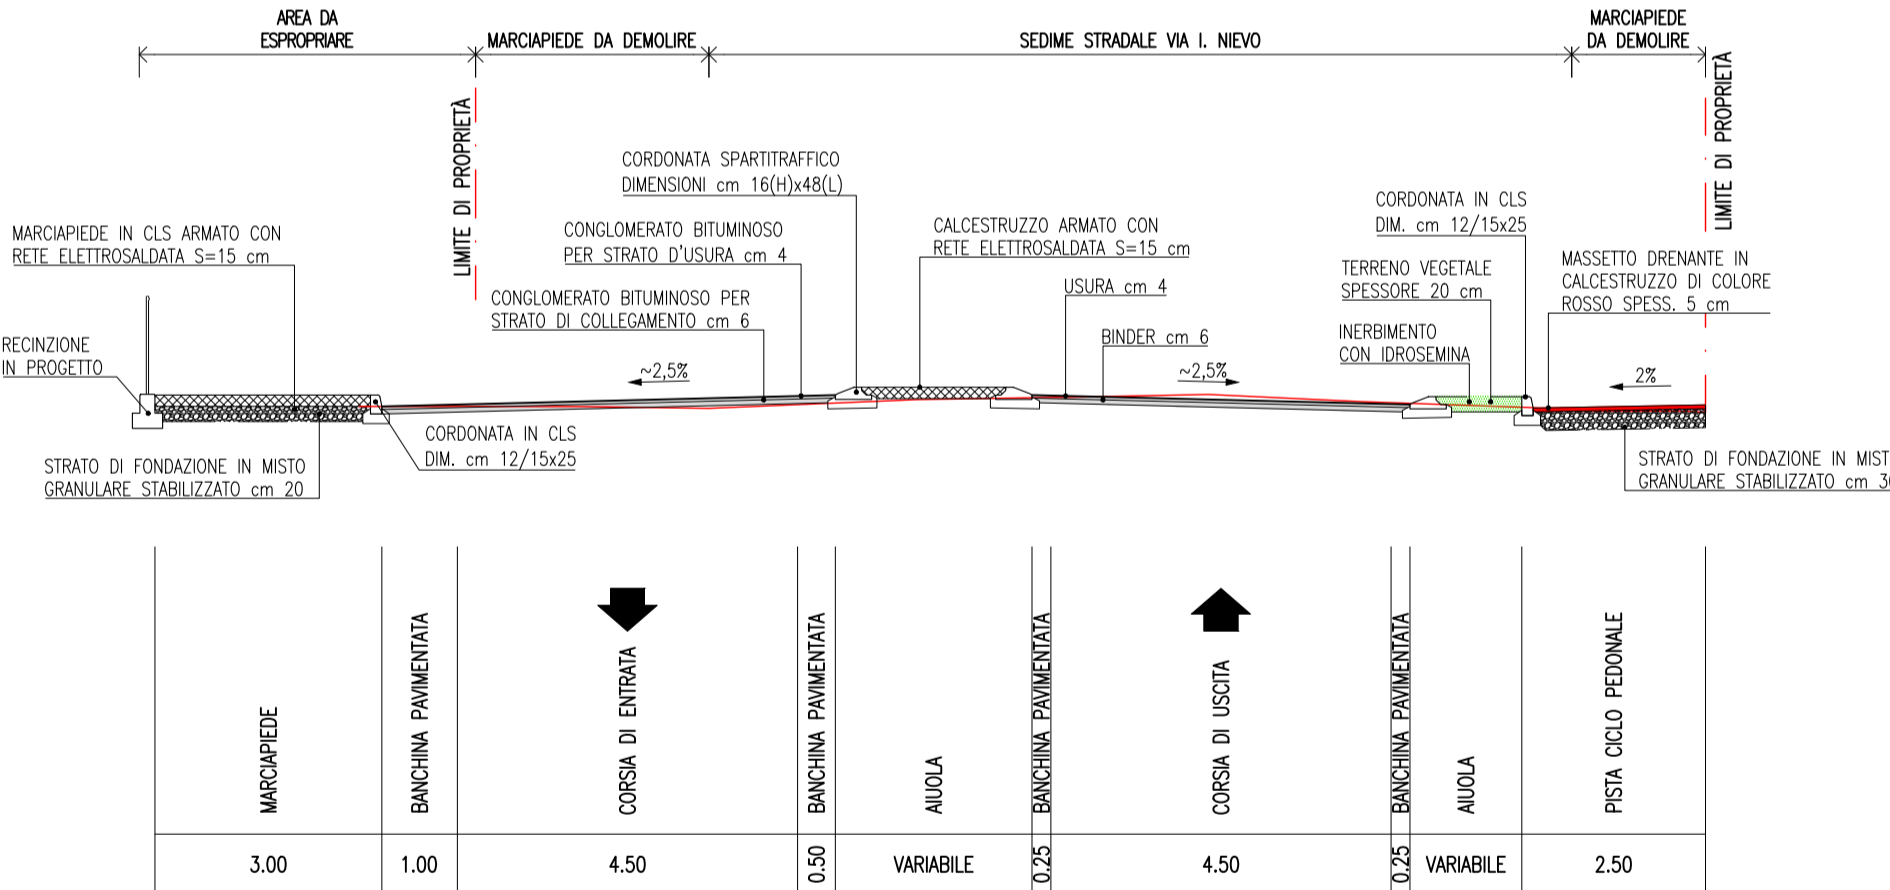 AREA DA
ESPROPRIARE
MARCIAPIEDE DA DEMOLIRE
SEDIME STRADALE VIA I. NIEVO
MARCIAPIEDE
DA DEMOLIRE
LIMITE DI PROPRIETÀ
LIMITE DI PROPRIETÀ
CORDONATA SPARTITRAFFICO
DIMENSIONI cm 16(H)x48(L)
MARCIAPIEDE IN CLS ARMATO CON
RETE ELETTROSALDATA S=15 cm
CONGLOMERATO BITUMINOSO
PER STRATO D'USURA cm 4
CALCESTRUZZO ARMATO CON
RETE ELETTROSALDATA S=15 cm
CORDONATA IN CLS
DIM. cm 12/15x25
MASSETTO DRENANTE IN
CALCESTRUZZO DI COLORE
ROSSO SPESS. 5 cm
TERRENO VEGETALE
SPESSORE 20 cm
CONGLOMERATO BITUMINOSO PER
STRATO DI COLLEGAMENTO cm 6
USURA cm 4
BINDER cm 6
INERBIMENTO
CON IDROSEMINA
RECINZIONE
IN PROGETTO
~2,5%
~2,5%
2%
CORDONATA IN CLS
DIM. cm 12/15x25
STRATO DI FONDAZIONE IN MISTO
GRANULARE STABILIZZATO cm 20
STRATO DI FONDAZIONE IN MIST
GRANULARE STABILIZZATO cm 30
MARCIAPIEDE
BANCHINA PAVIMENTATA
CORSIA DI ENTRATA
BANCHINA PAVIMENTATA
AIUOLA
BANCHINA PAVIMENTATA
CORSIA DI USCITA
BANCHINA PAVIMENTATA
AIUOLA
PISTA CICLO PEDONALE
3.00
1.00
4.50
0.50
VARIABILE
0.25
4.50
0.25
VARIABILE
2.50